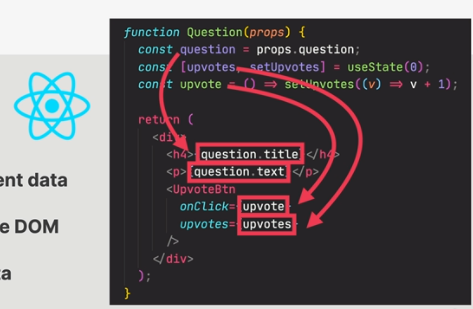 function Question(props) {
const question = props.question;
const [upvotes, setUpvotes] = useState(0);
const upvote = () ⇒ setUpvotes((v) ⇒ v + 1);
return (
<div>
<h4> question.title </h4>
<p> question.text </p>
<UpvoteBtn
onClick={upvote}
upvotes={upvotes}
/>
</div>
);
}
ent data
e DOM
ta